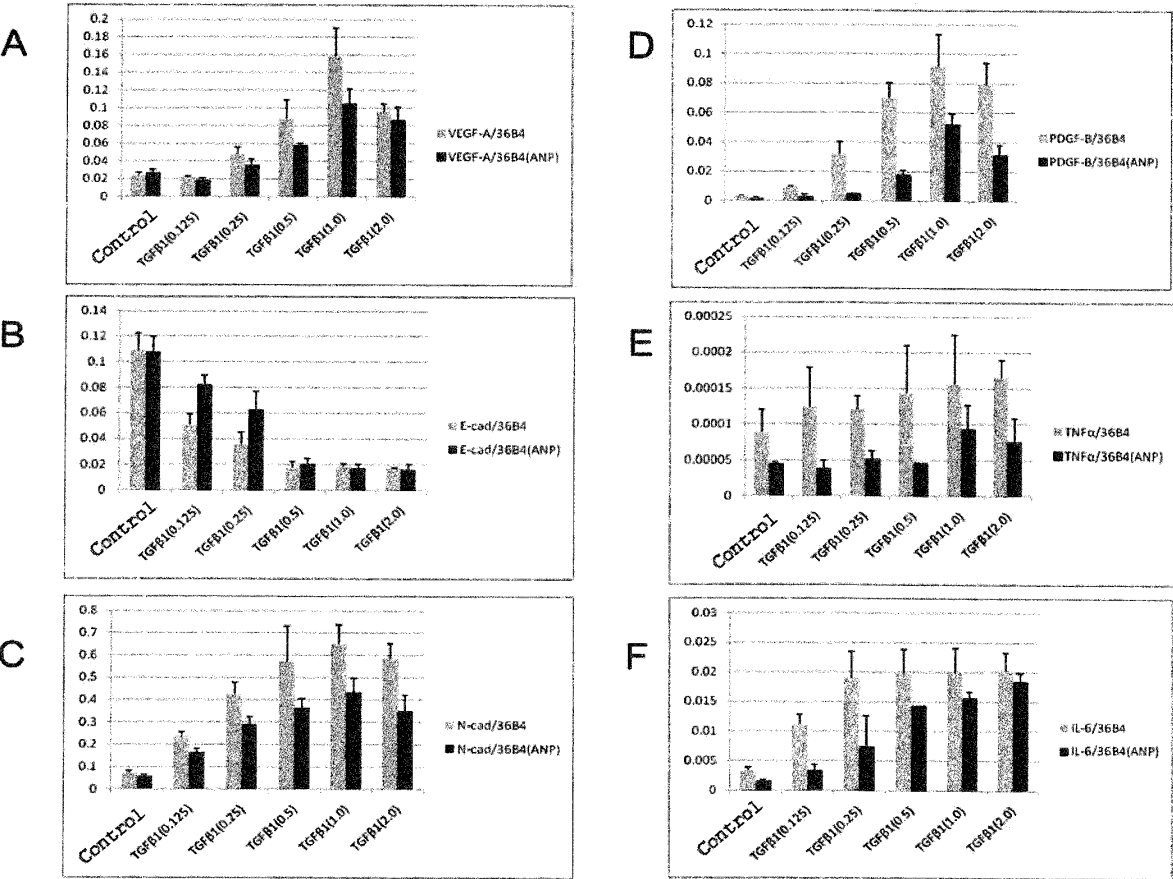 A
0.2
0.18
0.16
0.14
0.12
0.1
0.08
0.06
0.04
0.02
0
Control
TGFβ1(0.125)
TGFβ1(0.25)
TGFβ1(0.5)
TGFβ1(1.0)
TGFβ1(2.0)
VEGF-A/36B4
VEGF-A/36B4(ANP)
B
0.14
0.12
0.1
0.08
0.06
0.04
0.02
0
Control
TGFβ1(0.125)
TGFβ1(0.25)
TGFβ1(0.5)
TGFβ1(1.0)
TGFβ1(2.0)
E-cad/36B4
E-cad/36B4(ANP)
C
0.8
0.7
0.6
0.5
0.4
0.3
0.2
0.1
0
Control
TGFβ1(0.125)
TGFβ1(0.25)
TGFβ1(0.5)
TGFβ1(1.0)
TGFβ1(2.0)
N-cad/36B4
N-cad/36B4(ANP)
D
0.12
0.1
0.08
0.06
0.04
0.02
0
Control
TGFβ1(0.125)
TGFβ1(0.25)
TGFβ1(0.5)
TGFβ1(1.0)
TGFβ1(2.0)
PDGF-B/36B4
PDGF-B/36B4(ANP)
E
0.00025
0.0002
0.00015
0.0001
0.00005
0
Control
TGFβ1(0.125)
TGFβ1(0.25)
TGFβ1(0.5)
TGFβ1(1.0)
TGFβ1(2.0)
TNFα/36B4
TNFα/36B4(ANP)
F
0.03
0.025
0.02
0.015
0.01
0.005
0
Control
TGFβ1(0.125)
TGFβ1(0.25)
TGFβ1(0.5)
TGFβ1(1.0)
TGFβ1(2.0)
IL-6/36B4
IL-6/36B4(ANP)